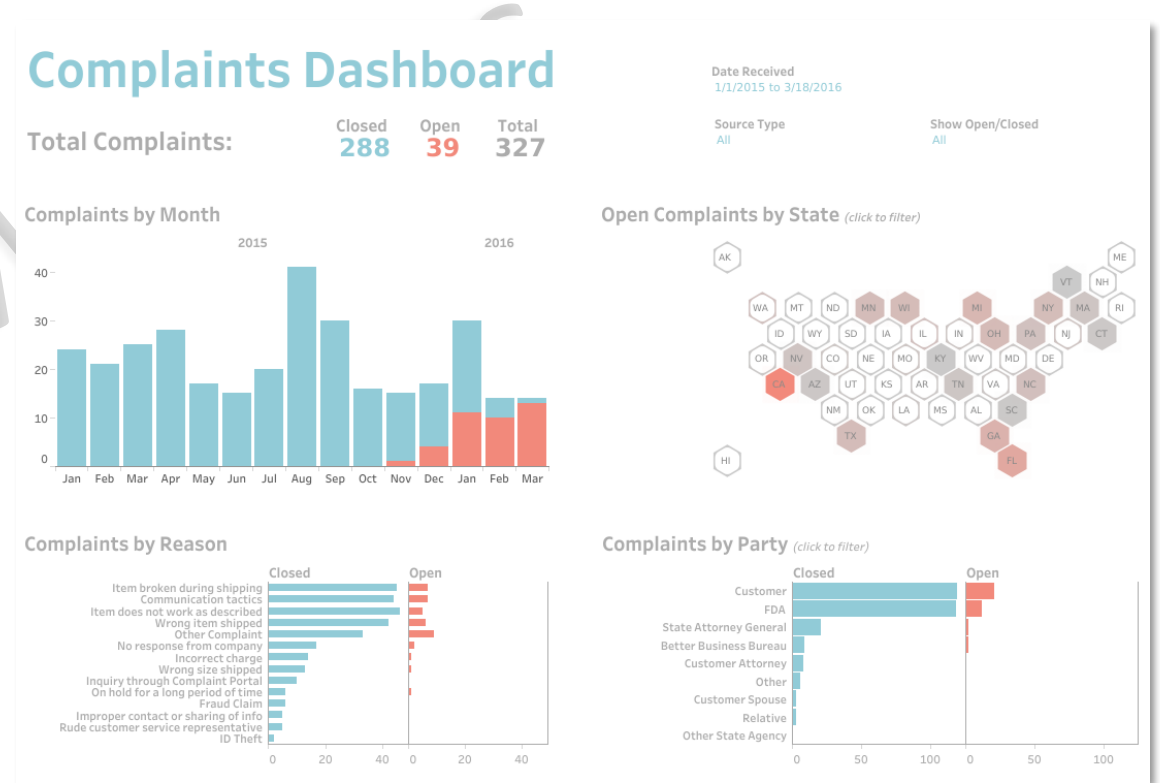 Complaints Dashboard
Date Received
1/1/2015 to 3/18/2016
Total Complaints:
Closed Open Total
288 39 327
Source Type Show Open/Closed
All All
Complaints by Month
2015 2016
40
30
20
10
0
Jan Feb Mar Apr May Jun Jul Aug Sep Oct Nov Dec Jan Feb Mar
Open Complaints by State (click to filter)
AK ME
VT NH
WA MT ND MN WI MI NY MA RI
ID WY SD IA IL IN OH PA NJ CT
OR NV CO NE MO KY WV MD DE
CA AZ UT KS AR TN VA NC
NM OK LA MS AL SC
TX GA
HI FL
Complaints by Reason
Closed Open
Item broken during shipping
Communication tactics
Item does not work as described
Wrong item shipped
Other Complaint
No response from company
Incorrect charge
Wrong size shipped
Inquiry through Complaint Portal
On hold for a long period of time
Fraud Claim
Improper contact or sharing of info
Rude customer service representative
ID Theft
0 20 40 0 20 40
Complaints by Party (click to filter)
Closed Open
Customer
FDA
State Attorney General
Better Business Bureau
Customer Attorney
Other
Customer Spouse
Relative
Other State Agency
0 50 100 0 50 100